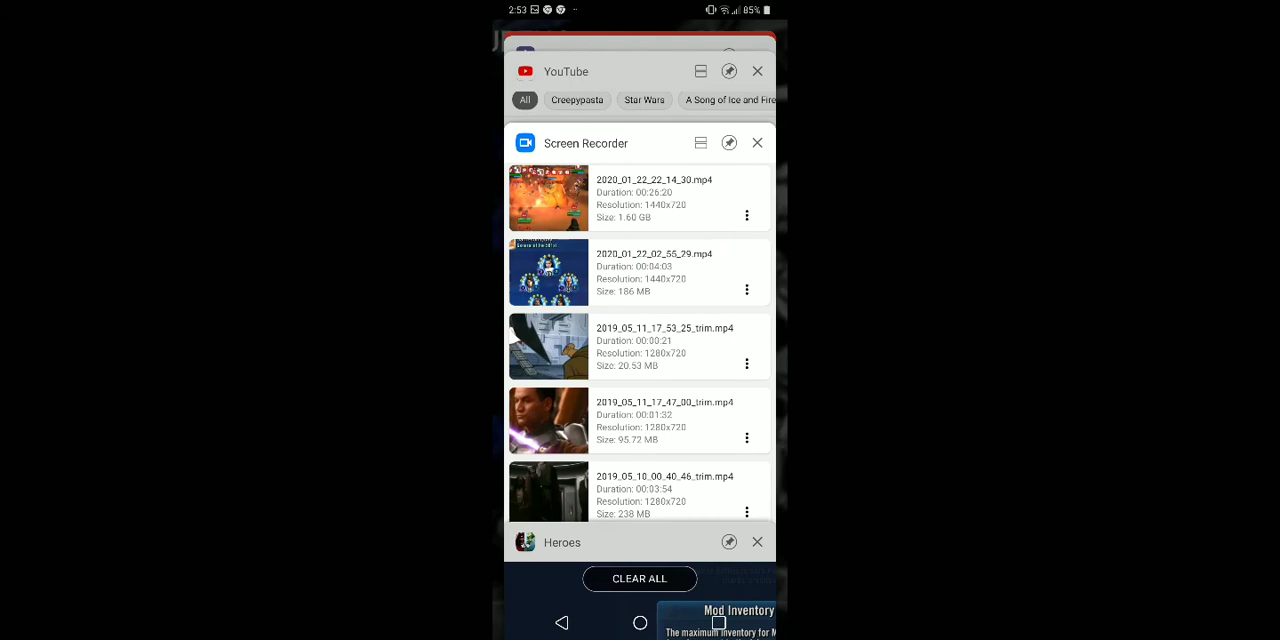 2:53 85%
YouTube
All Creepypasta Star Wars A Song of Ice and Fire
Screen Recorder
2020_01_22_22_14_30.mp4
Duration: 00:26:20
Resolution: 1440x720
Size: 1.60 GB
2020_01_22_02_55_29.mp4
Duration: 00:04:03
Resolution: 1440x720
Size: 186 MB
2019_05_11_17_53_25_trim.mp4
Duration: 00:00:21
Resolution: 1280x720
Size: 20.53 MB
2019_05_11_17_47_00_trim.mp4
Duration: 00:01:32
Resolution: 1280x720
Size: 95.72 MB
2019_05_10_00_40_46_trim.mp4
Duration: 00:03:54
Resolution: 1280x720
Size: 238 MB
Heroes
CLEAR ALL
Mod Inventory
The maximum inventory for M